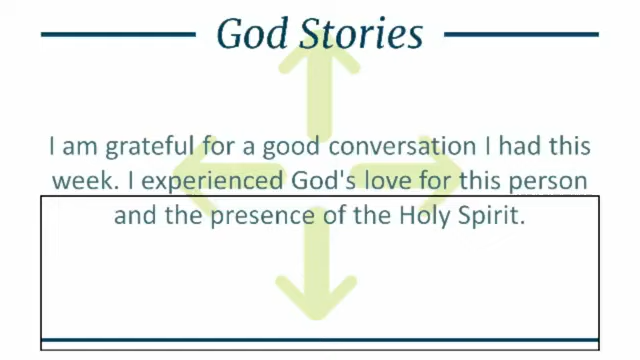 God Stories
I am grateful for a good conversation I had this
week. I experienced God's love for this person
and the presence of the Holy Spirit.